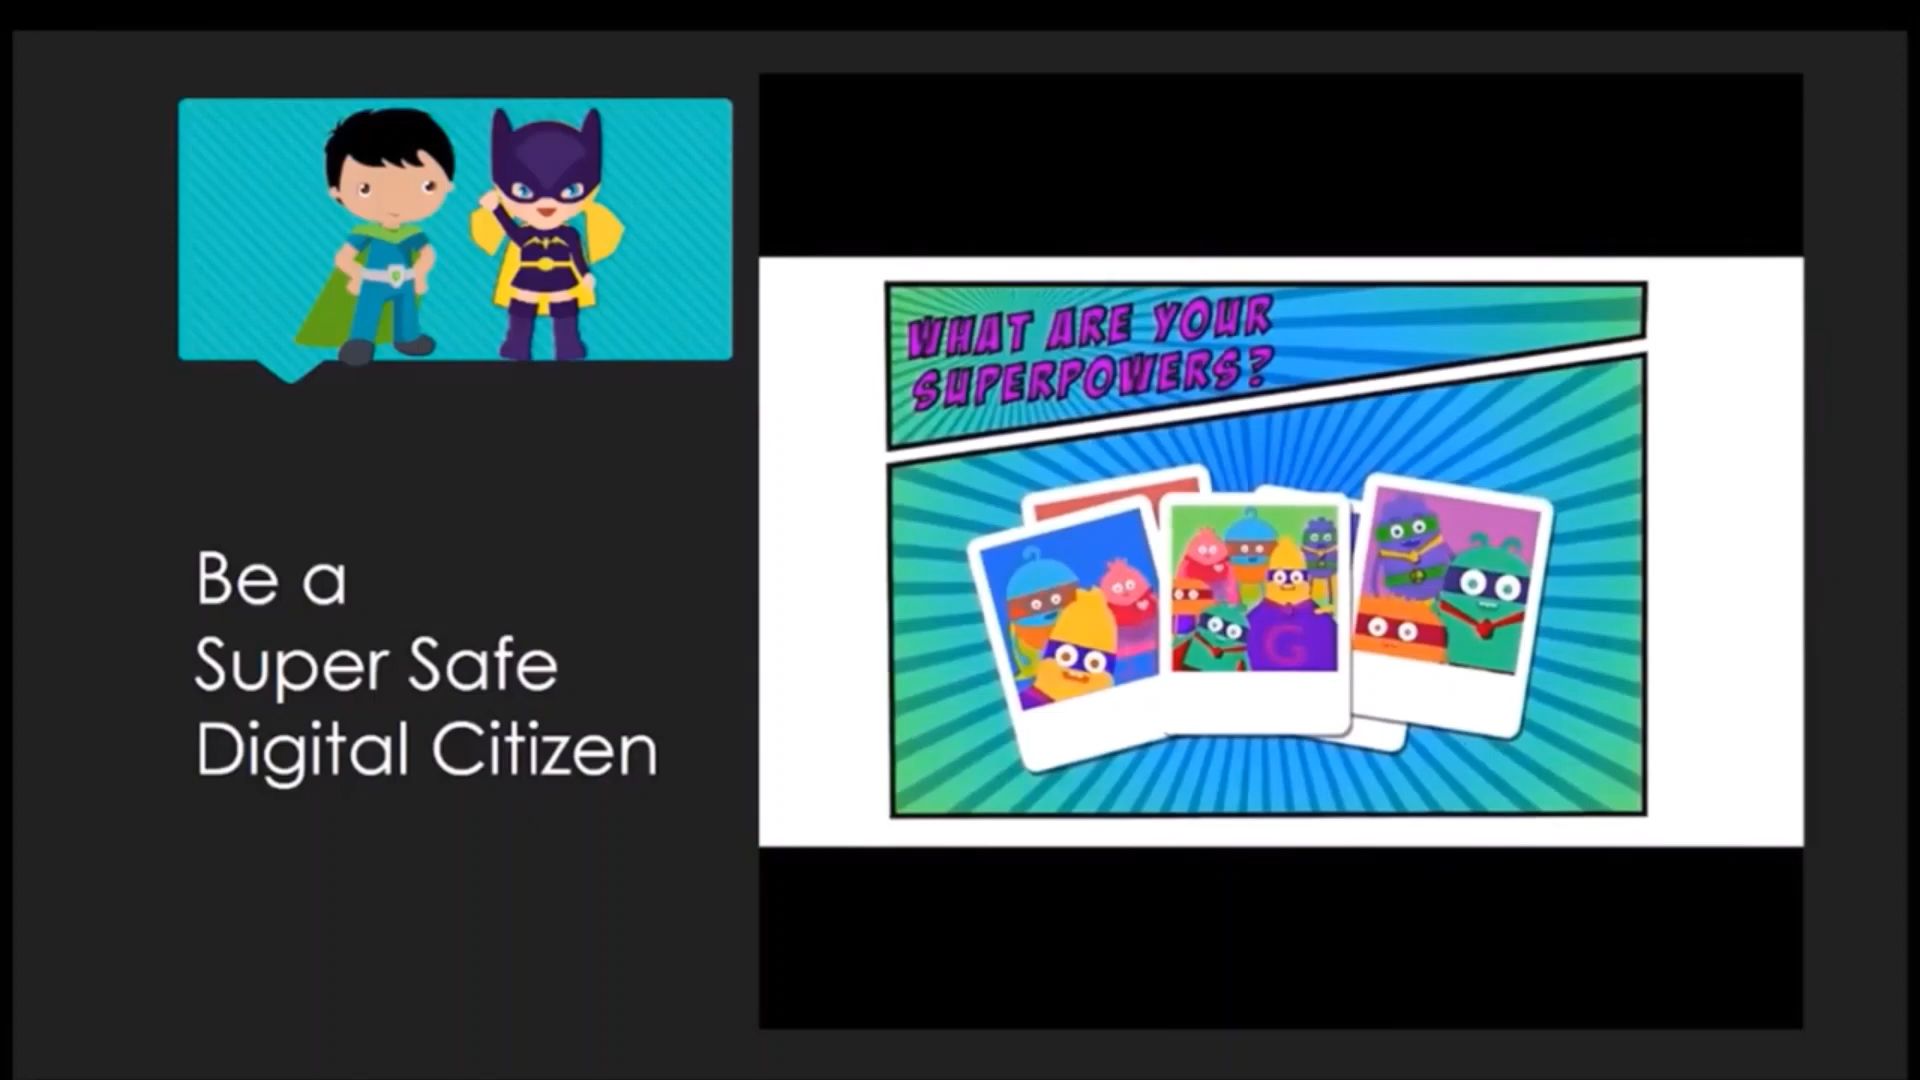 Be a
Super Safe
Digital Citizen
WHAT ARE YOUR
SUPERPOWERS?
G